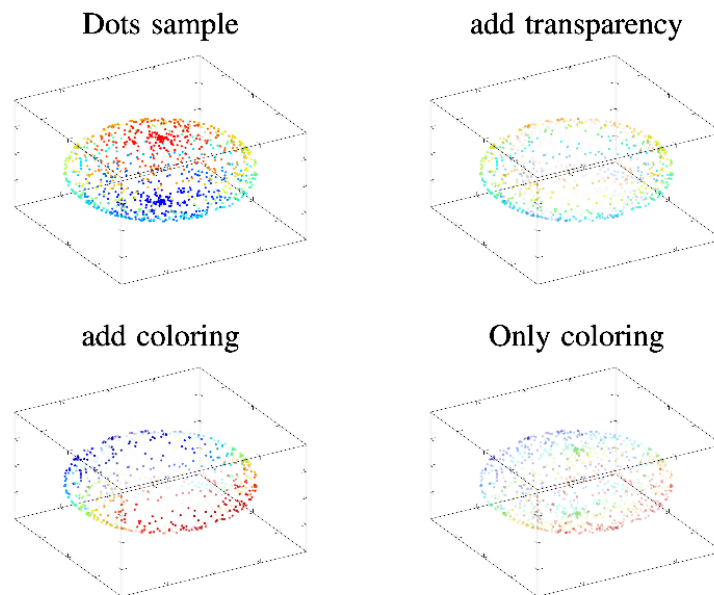 Dots sample
add transparency
add coloring
Only coloring